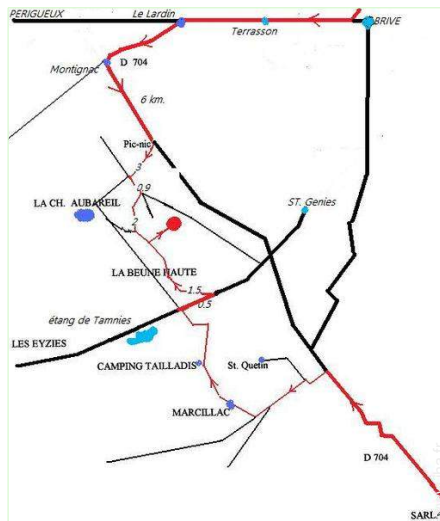 PERIGUEUX
Le Lardin
Terrasson
BRIVE
Montignac
D 704
6 km.
Pic-nic
3
0.9
LA CH. AUBAREIL
ST. Genies
2
LA BEUNE HAUTE
1.5
0.5
étang de Tamnies
LES EYZIES
CAMPING TAILLADIS
St. Quetin
MARCILLAC
D 704
SARLA